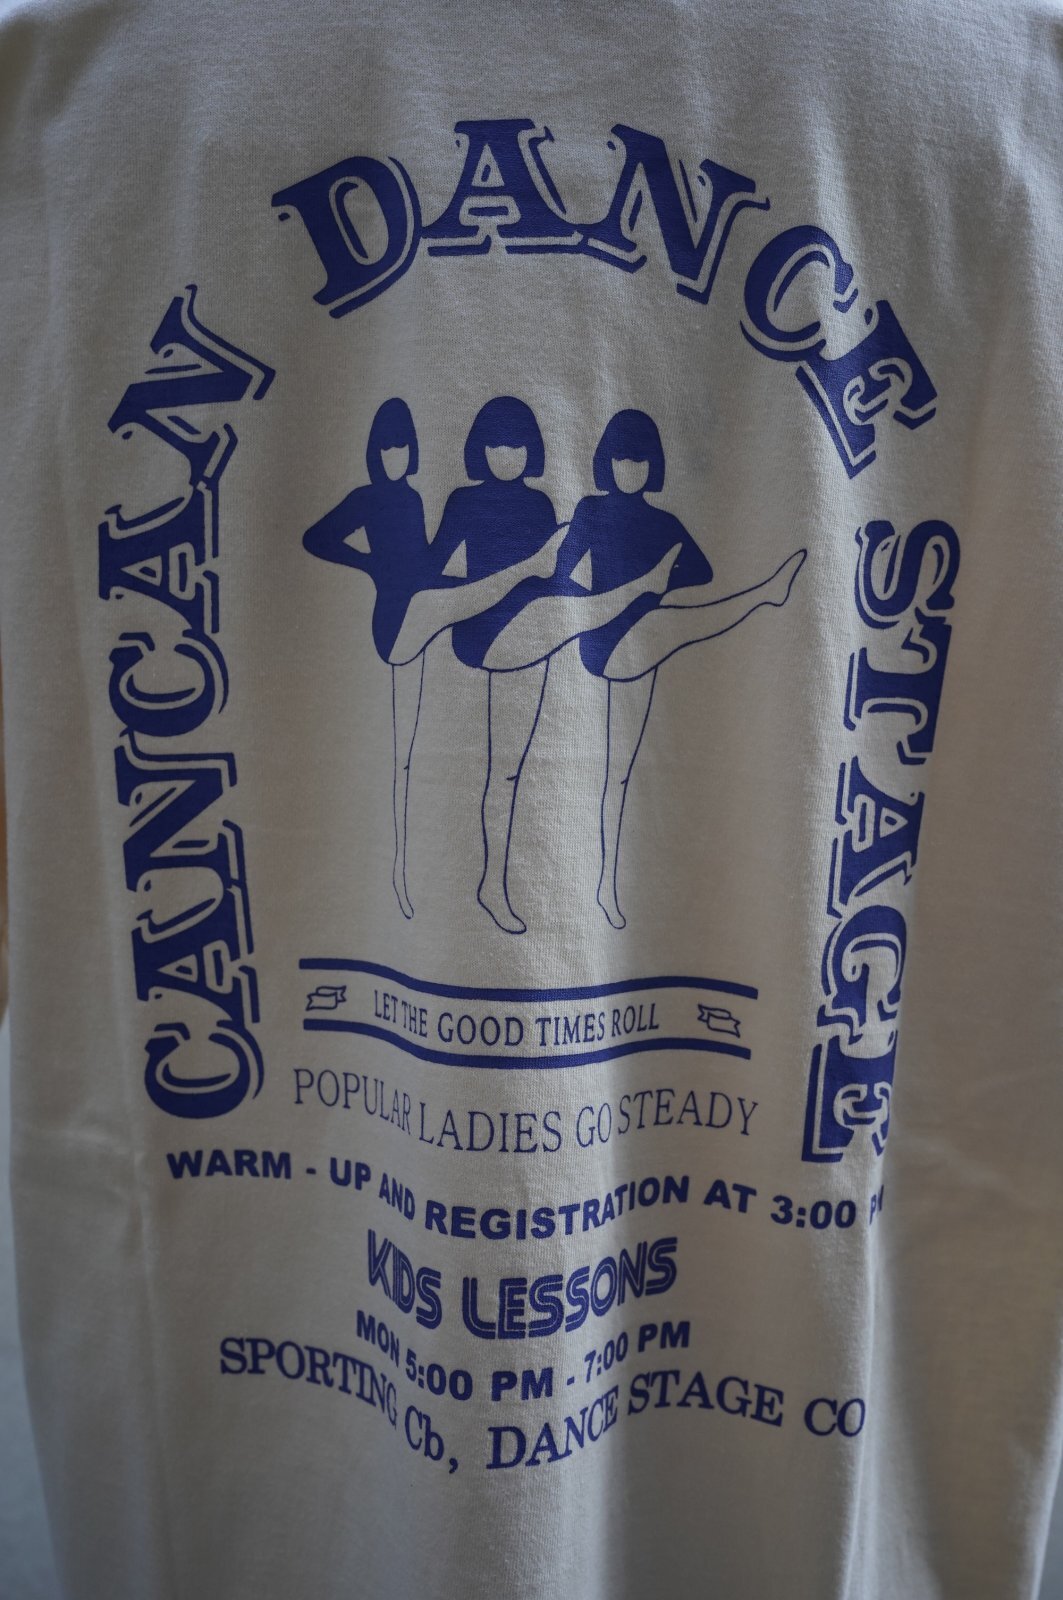 CANCAN DANCE STAGE
LET THE GOOD TIMES ROLL
POPULAR LADIES GO STEADY
WARM - UP AND REGISTRATION AT 3:00 PM
KIDS LESSONS
MON 5:00 PM - 7:00 PM
SPORTING Cb, DANCE STAGE CO